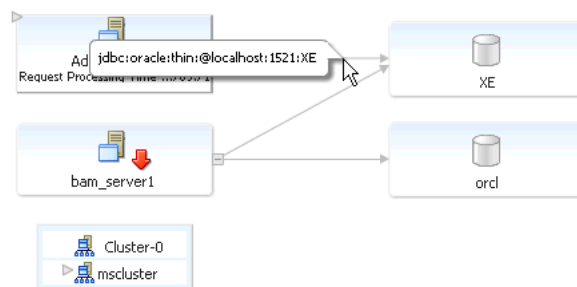 Ad
jdbc:oracle:thin:@localhost:1521:XE
Request Processing Time
XE
bam_server1
orcl
Cluster-0
mscluster